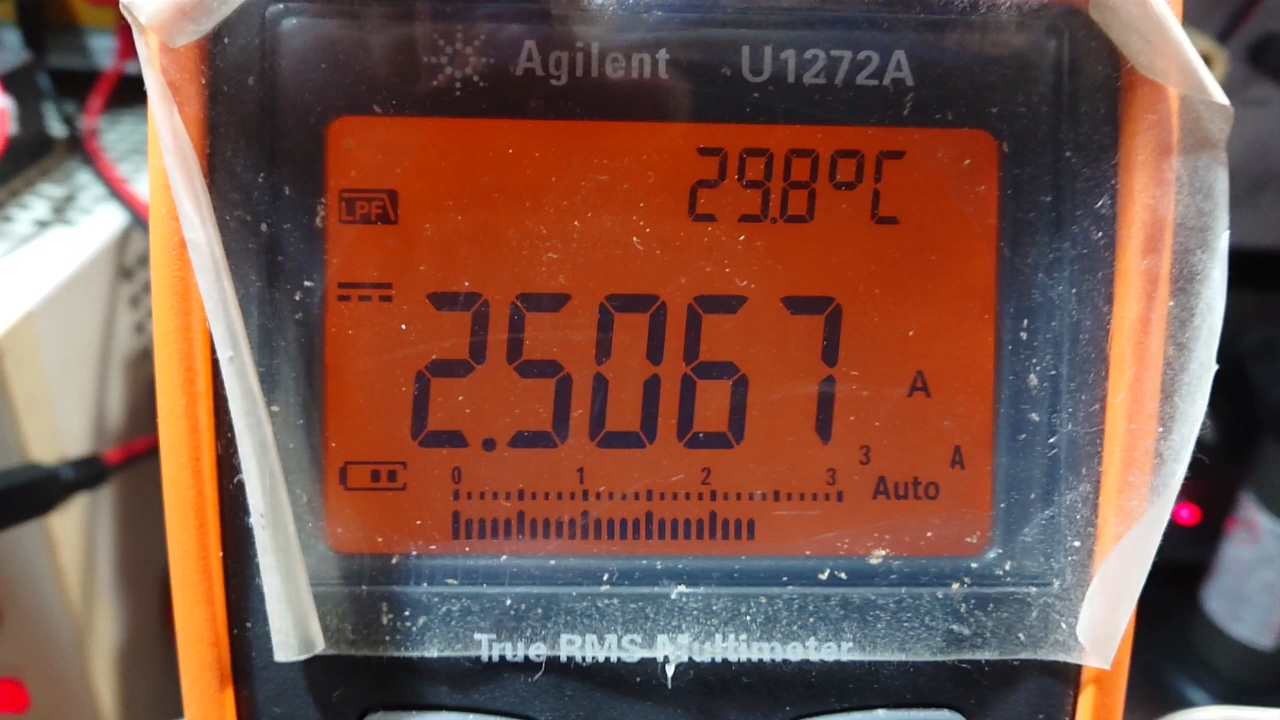 Agilent U1272A
29.8°C
LPF
2.5067 A
0 1 2 3 3 A
Auto
True RMS Multimeter